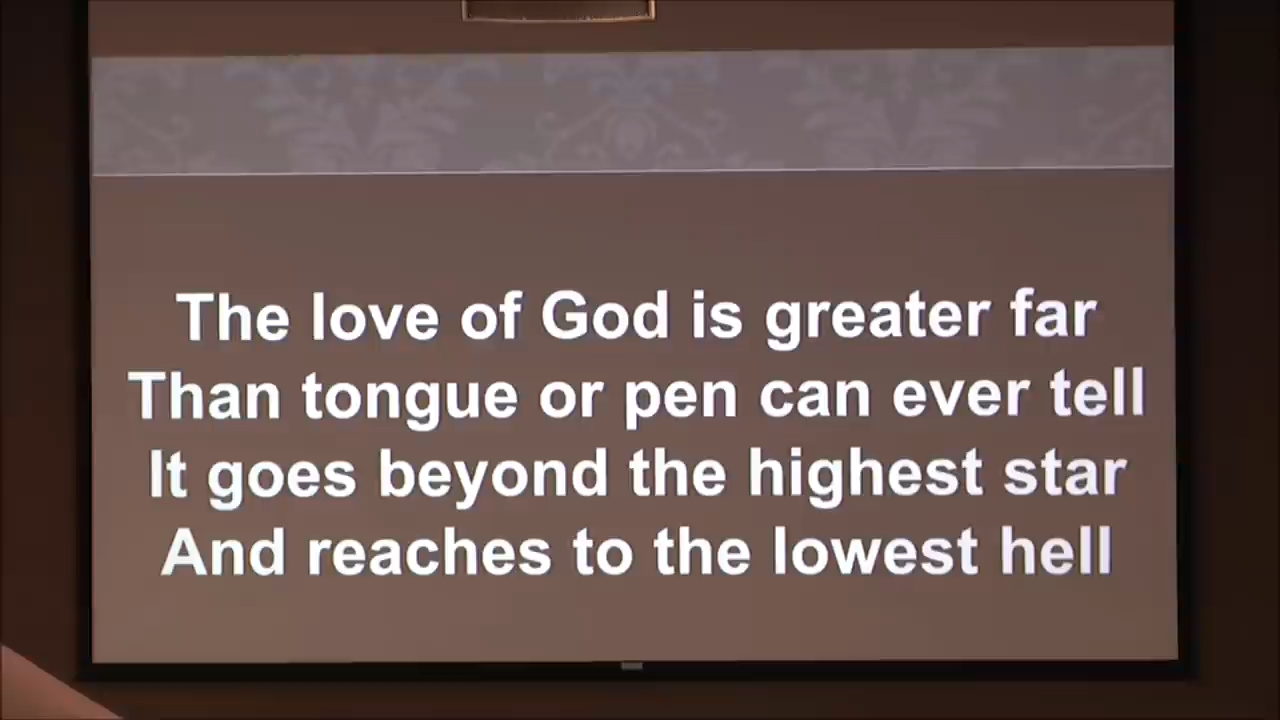 The love of God is greater far
Than tongue or pen can ever tell
It goes beyond the highest star
And reaches to the lowest hell